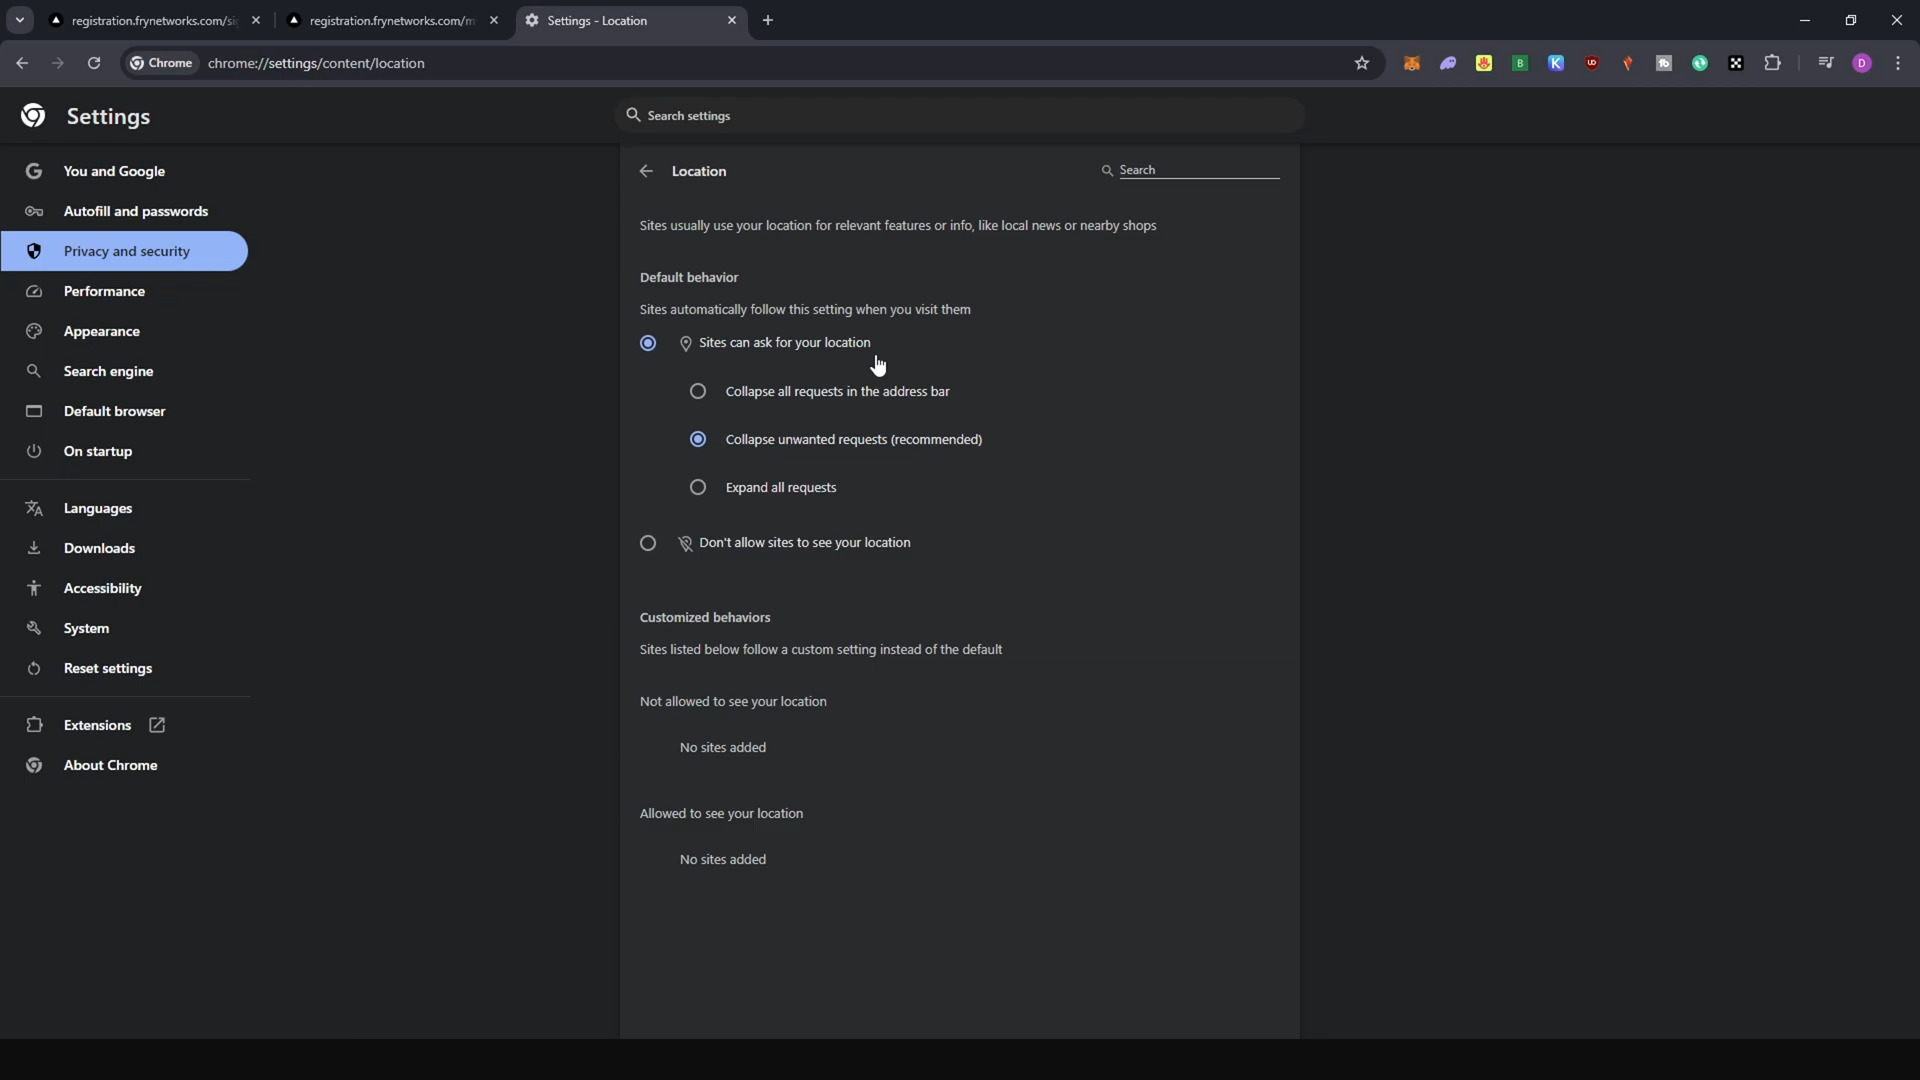 registration.frynetworks.com/si
registration.frynetworks.com/m
Settings - Location
Chrome
chrome://settings/content/location
Settings
Search settings
You and Google
Autofill and passwords
Privacy and security
Performance
Appearance
Search engine
Default browser
On startup
Languages
Downloads
Accessibility
System
Reset settings
Extensions
About Chrome
Location
Search
Sites usually use your location for relevant features or info, like local news or nearby shops
Default behavior
Sites automatically follow this setting when you visit them
Sites can ask for your location
Collapse all requests in the address bar
Collapse unwanted requests (recommended)
Expand all requests
Don't allow sites to see your location
Customized behaviors
Sites listed below follow a custom setting instead of the default
Not allowed to see your location
No sites added
Allowed to see your location
No sites added